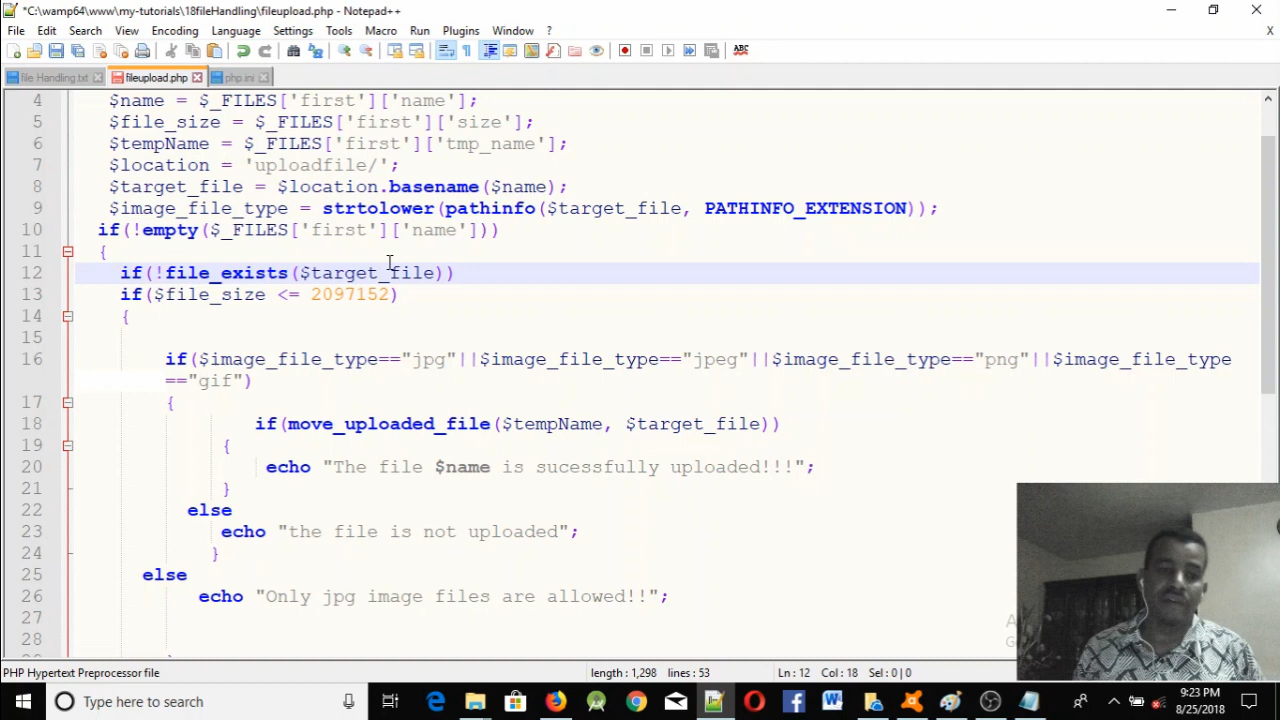 *C:\wamp64\www\my-tutorials\18fileHandling\fileupload.php - Notepad++
File Edit Search View Encoding Language Settings Tools Macro Run Plugins Window ? X
file Handling.txt fileupload.php php.ini
4 $name = $_FILES['first']['name'];
5 $file_size = $_FILES['first']['size'];
6 $tempName = $_FILES['first']['tmp_name'];
7 $location = 'uploadfile/';
8 $target_file = $location.basename($name);
9 $image_file_type = strtolower(pathinfo($target_file, PATHINFO_EXTENSION));
10 if(!empty($_FILES['first']['name']))
11 {
12 if(!file_exists($target_file))
13 if($file_size <= 2097152)
14 {
15
16 if($image_file_type=="jpg"||$image_file_type=="jpeg"||$image_file_type=="png"||$image_file_type
=="gif")
17 {
18 if(move_uploaded_file($tempName, $target_file))
19 {
20 echo "The file $name is sucessfully uploaded!!!";
21 }
22 else
23 echo "the file is not uploaded";
24 }
25 else
26 echo "Only jpg image files are allowed!!";
27
28
PHP Hypertext Preprocessor file length : 1,298 lines : 53 Ln : 12 Col : 18 Sel : 0 | 0
Type here to search
9:23 PM
8/25/2018